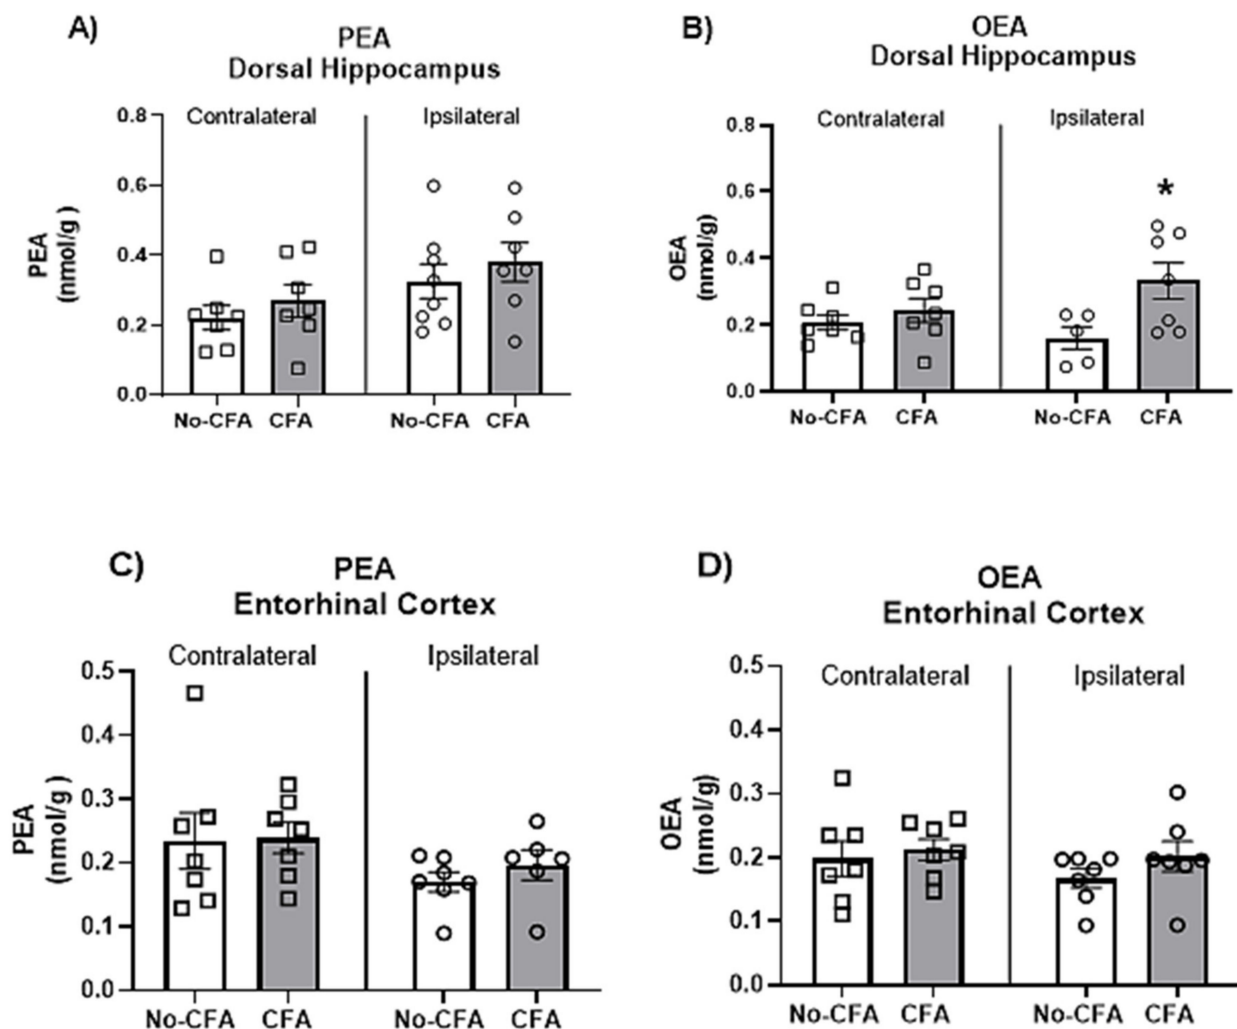 A)
PEA
Dorsal Hippocampus
Contralateral Ipsilateral
0.8
0.6
0.4
0.2
0.0
PEA
(nmol/g )
No-CFA CFA No-CFA CFA
B)
OEA
Dorsal Hippocampus
Contralateral Ipsilateral
0.8
0.6
0.4
0.2
0.0
OEA
(nmol/g)
*
No-CFA CFA No-CFA CFA
C)
PEA
Entorhinal Cortex
Contralateral Ipsilateral
0.5
0.4
0.3
0.2
0.1
0.0
PEA
(nmol/g )
No-CFA CFA No-CFA CFA
D)
OEA
Entorhinal Cortex
Contralateral Ipsilateral
0.5
0.4
0.3
0.2
0.1
0.0
OEA
(nmol/g)
No-CFA CFA No-CFA CFA